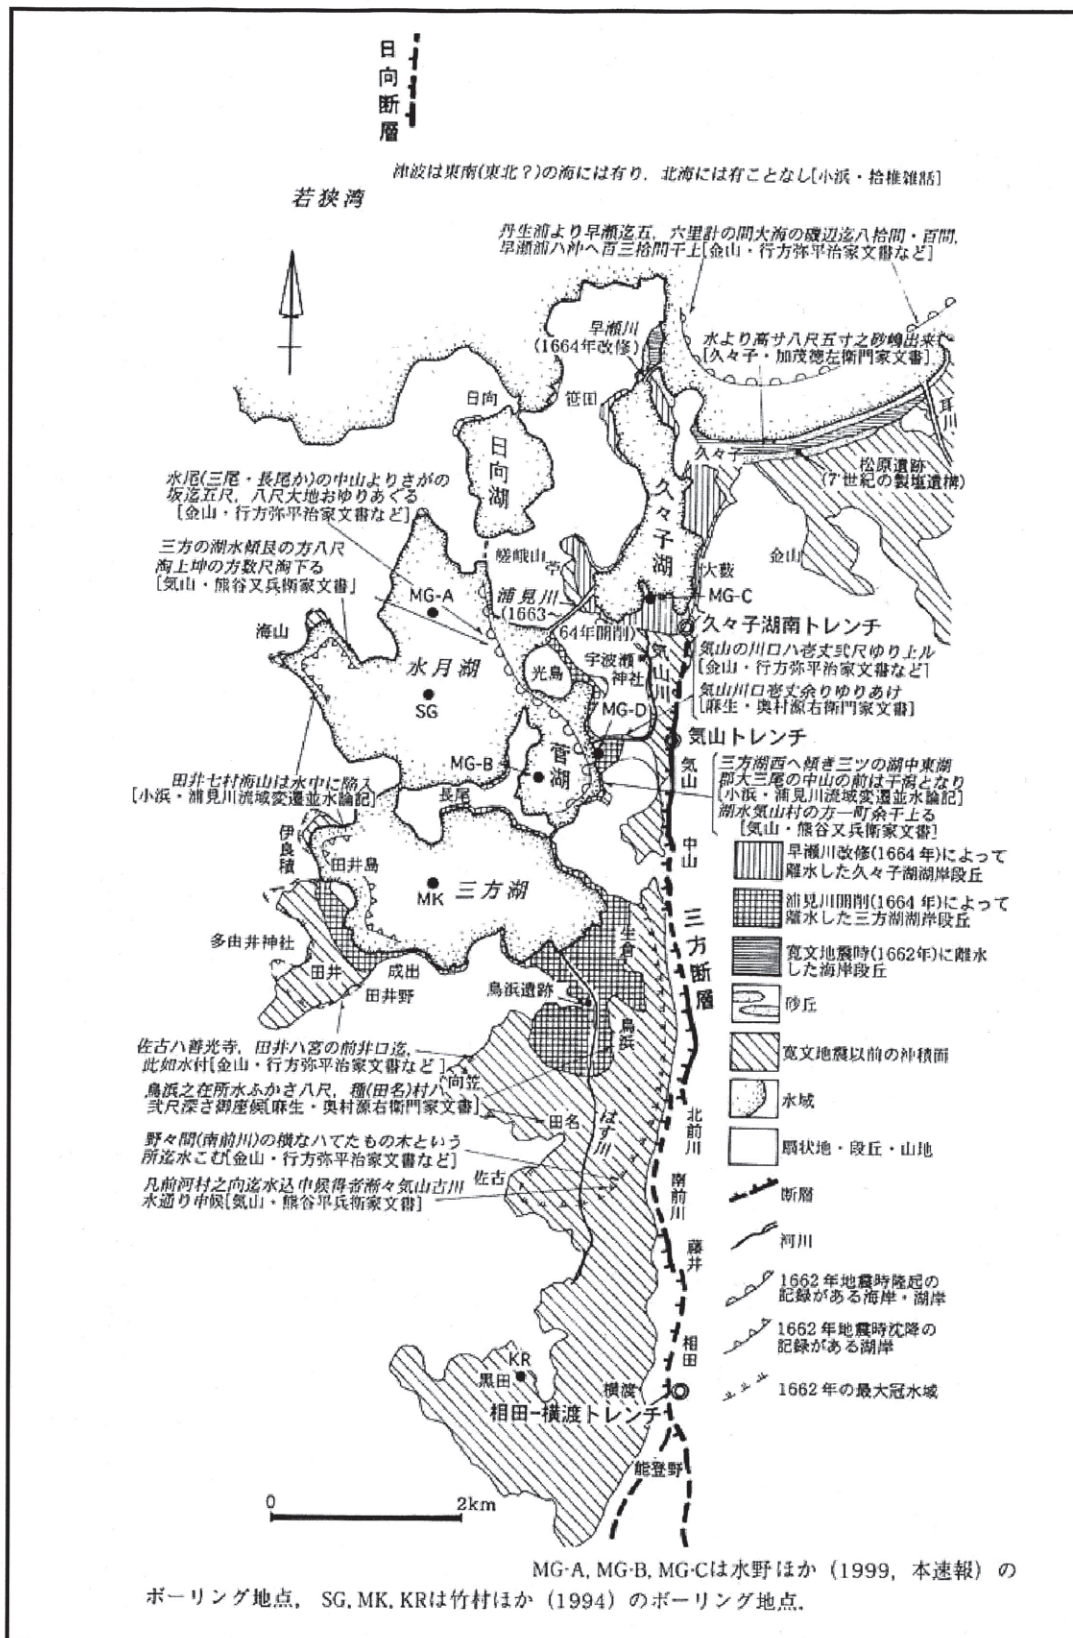 日向断層
津波は東南(東北?)の海には有り,北海には有ことなし[小浜・拾椎雑話]
若狭湾
丹生浦より早瀬迄五,六里計の間大海の磯辺迄八拾間・百間,
早瀬浦ハ沖へ百三拾間干上[金山・行方弥平治家文書など]
早瀬川
(1664年改修)
水より高サ八尺五寸之砂嶋出来
[久々子・加茂徳左衛門家文書]
日向
笹田
耳川
久々子
松原遺跡
(7世紀の製塩遺構)
日向湖
久々子湖
水尾(三尾・長尾か)の中山よりさがの
坂迄五尺,八尺大地おゆりあぐる
[金山・行方弥平治家文書など]
三方の湖水傾艮の方八尺
陶上坤の方数尺陶下る
[気山・熊谷又兵衛家文書]
嵯峨山
苧
金山
大藪
MG-A
浦見川
(1663~
64年開削)
MG-C
久々子湖南トレンチ
海山
水月湖
宇波瀬
神社
気山川
気山の川口ハ壱丈弐尺ゆり上ル
[金山・行方弥平治家文書など]
光島
気山川口壱丈余りゆりあけ
[麻生・奥村源右衛門家文書]
SG
MG-D
気山トレンチ
MG-B
菅湖
気山
三方湖西へ傾き三ツの湖中東湖
郡大三尾の中山の前は干潟となり
[小浜・浦見川流域変遷並水論記]
湖水気山村の方一町余干上る
[気山・熊谷又兵衛家文書]
田井七村海山は水中に陥入
[小浜・浦見川流域変遷並水論記]
長尾
中山
伊良積
田井島
MK
三方湖
早瀬川改修(1664年)によって
離水した久々子湖湖岸段丘
浦見川開削(1664年)によって
離水した三方湖湖岸段丘
三方断層
生倉
多由井神社
田井
成出
田井野
寛文地震時(1662年)に離水
した海岸段丘
鳥浜遺跡
鳥浜
砂丘
佐古ハ善光寺,田井ハ宮の前井口迄,
此如水付[金山・行方弥平治家文書など]
寛文地震以前の沖積面
向笠
鳥浜之在所水ふかさ八尺,種(田名)村ハ
弐尺深さ御座候[麻生・奥村源右衛門家文書]
田名
水域
はす川
北前川
野々間(南前川)の横なハてたもの木という
所迄水こむ[金山・行方弥平治家文書など]
扇状地・段丘・山地
佐古
凡前河村之向迄水込申候得者漸々気山古川
水通り申候[気山・熊谷平兵衛家文書]
南前川
断層
藤井
河川
1662年地震時隆起の
記録がある海岸・湖岸
1662年地震時沈降の
記録がある湖岸
相田
KR
黒田
横渡
1662年の最大冠水域
相田-横渡トレンチ
能登野
0 2km
MG-A, MG-B, MG-Cは水野ほか(1999,本速報)の
ボーリング地点, SG, MK, KRは竹村ほか(1994)のボーリング地点.